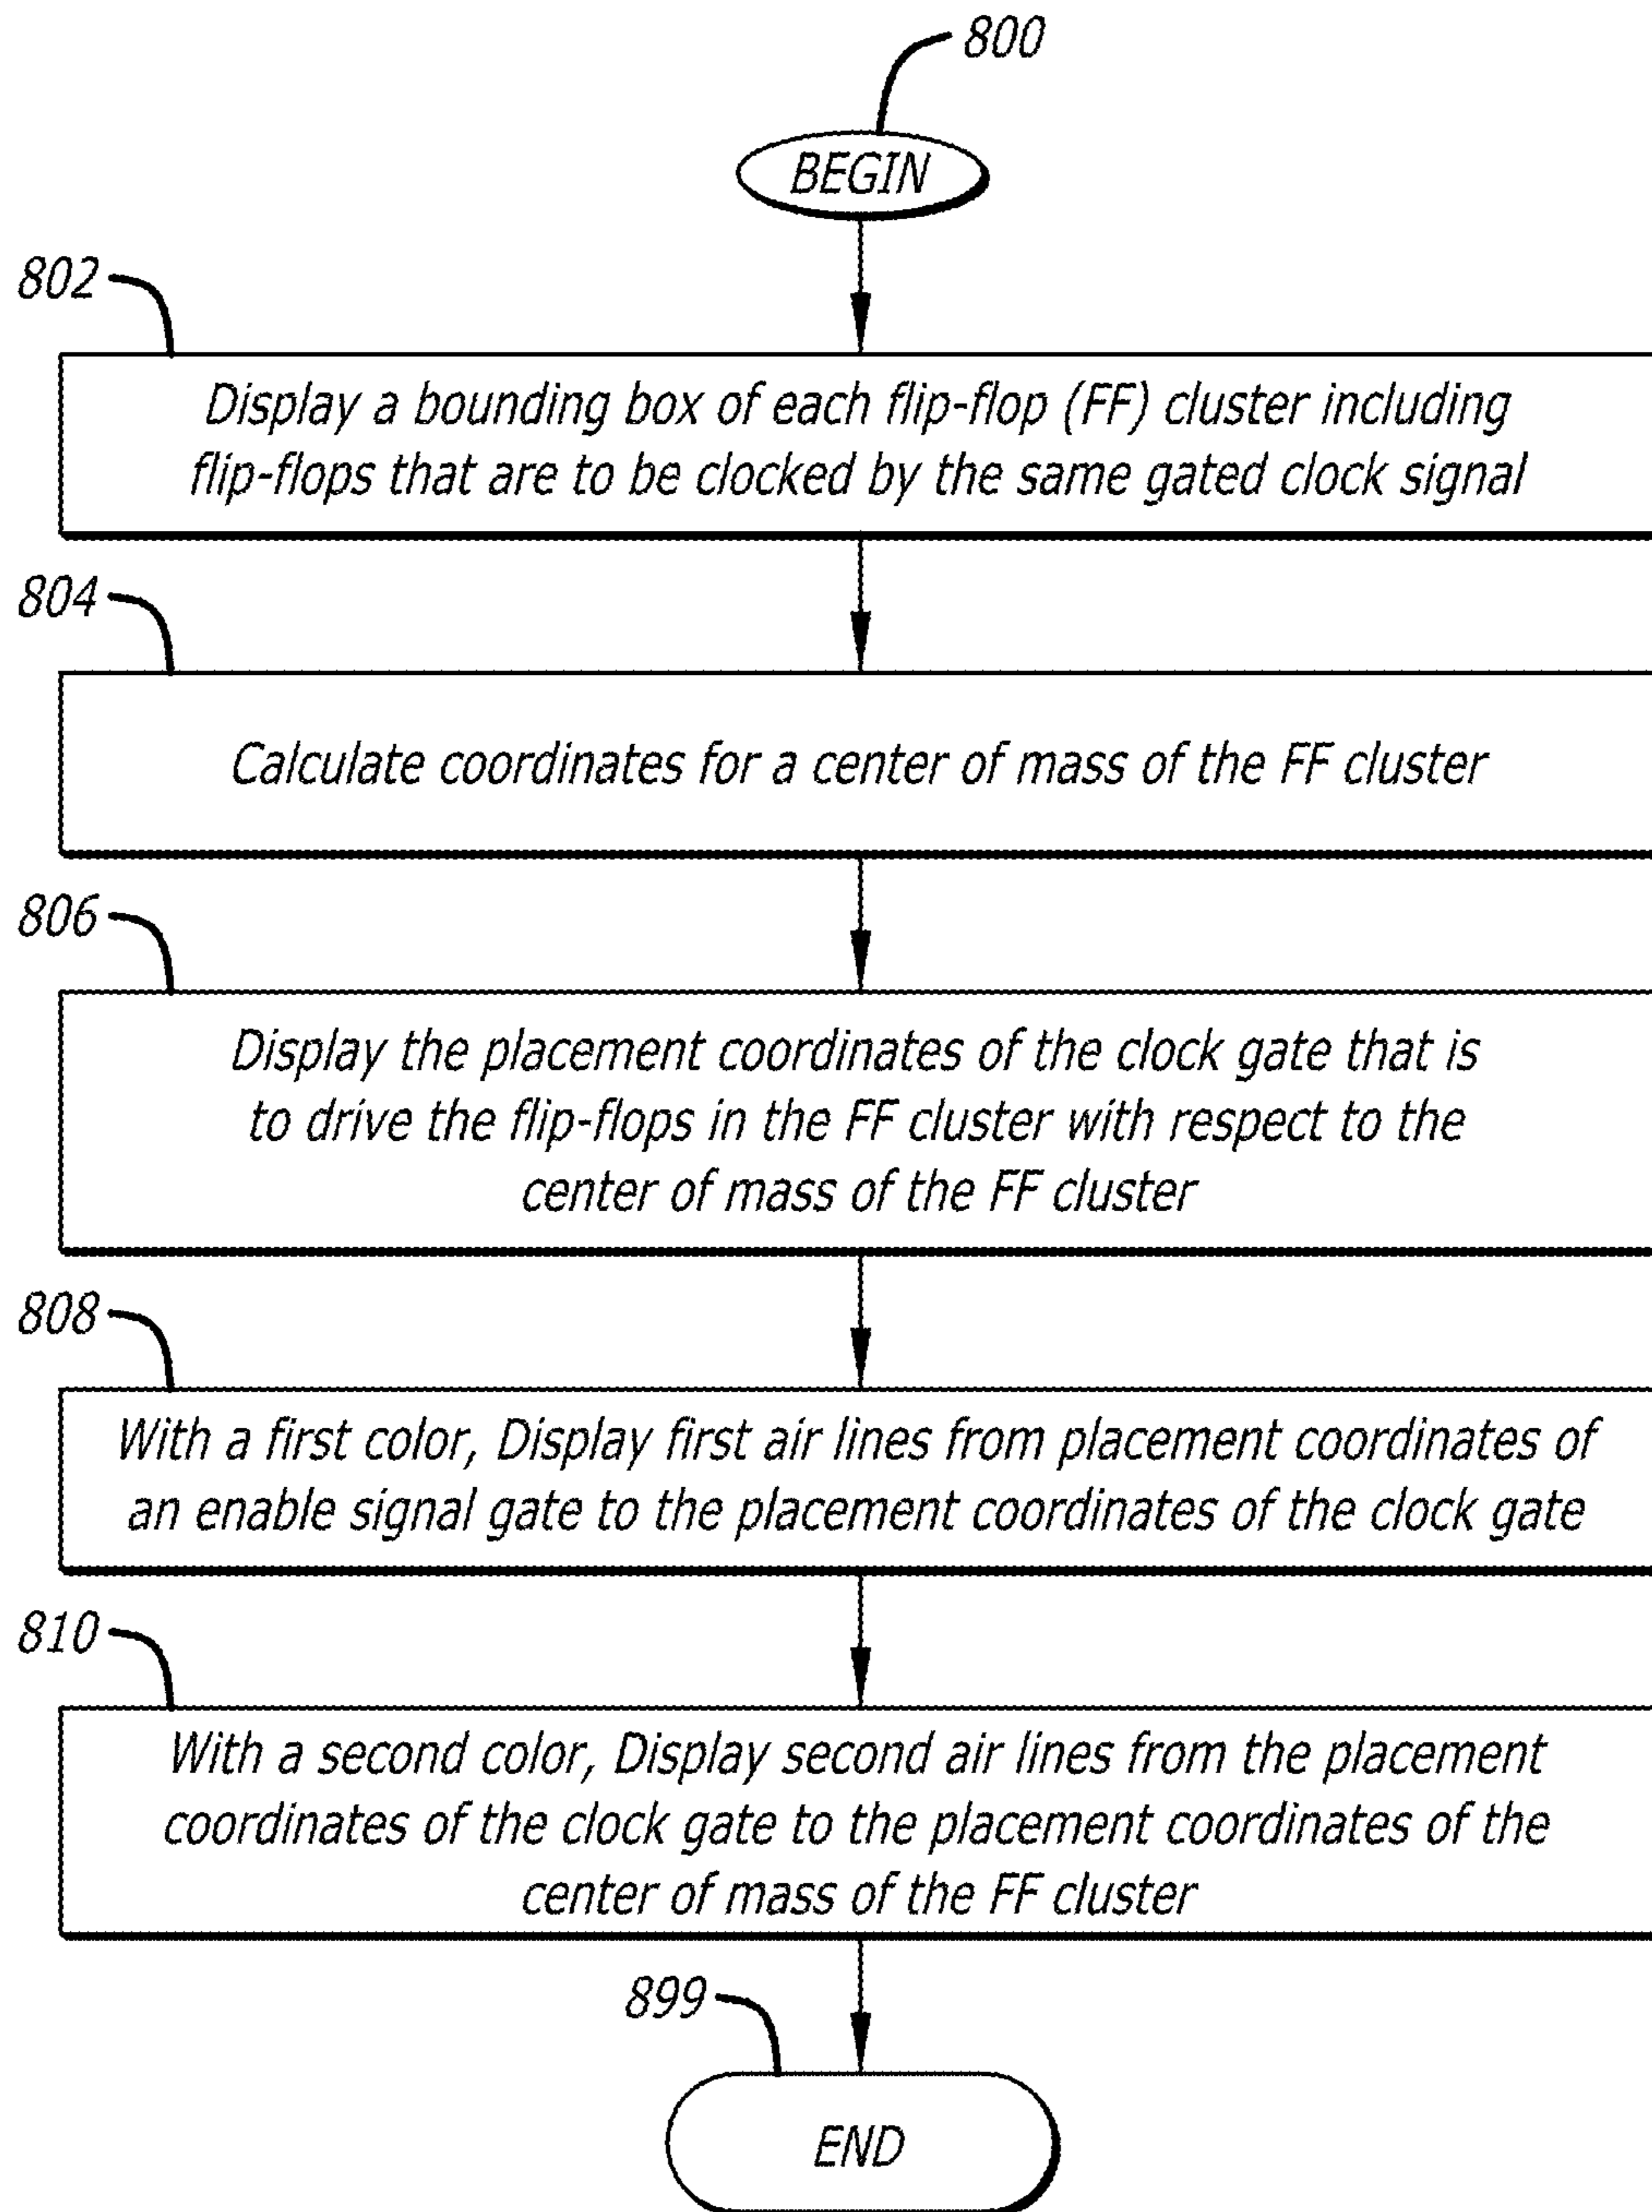 800
BEGIN
802
Display a bounding box of each flip-flop (FF) cluster including
flip-flops that are to be clocked by the same gated clock signal
804
Calculate coordinates for a center of mass of the FF cluster
806
Display the placement coordinates of the clock gate that is
to drive the flip-flops in the FF cluster with respect to the
center of mass of the FF cluster
808
With a first color, Display first air lines from placement coordinates of
an enable signal gate to the placement coordinates of the clock gate
810
With a second color, Display second air lines from the placement
coordinates of the clock gate to the placement coordinates of the
center of mass of the FF cluster
899
END